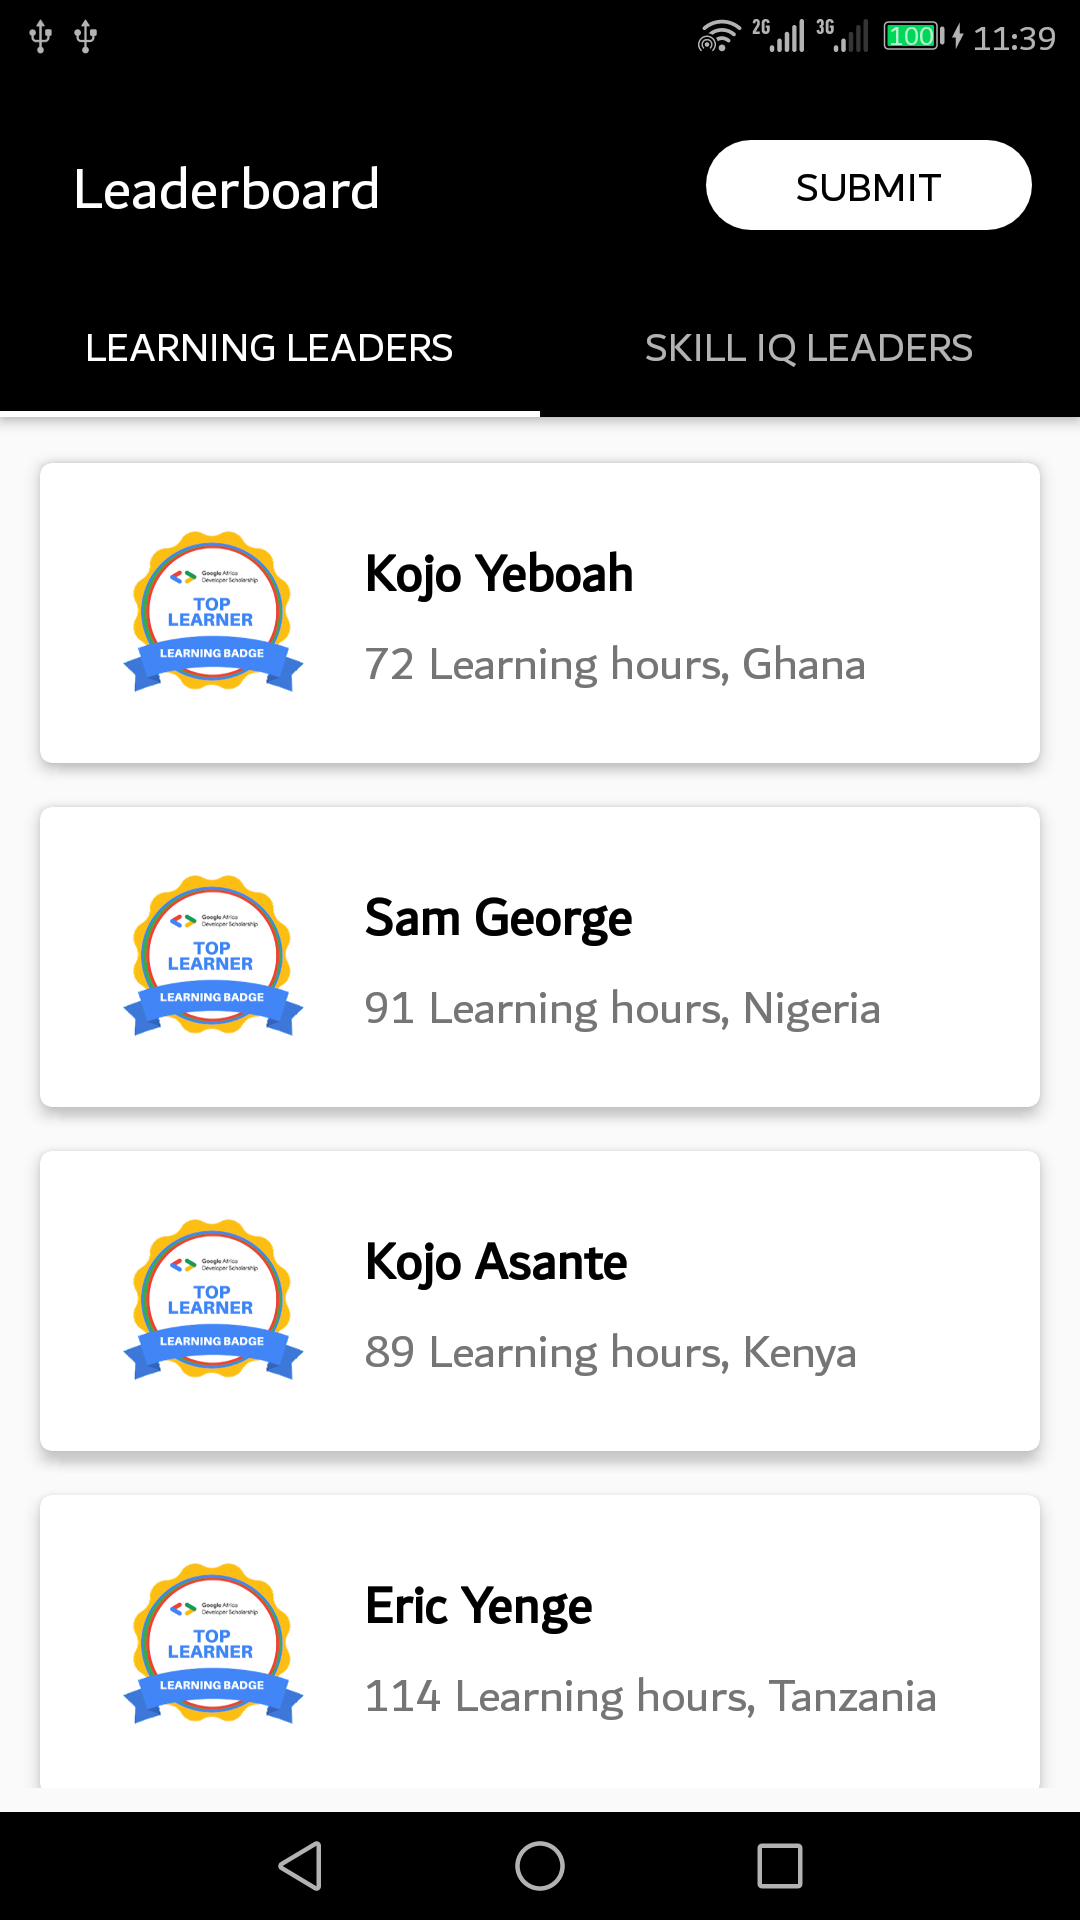 2G 3G 100 11:39
Leaderboard
SUBMIT
LEARNING LEADERS SKILL IQ LEADERS
Google Africa
Developer Scholarship
TOP
LEARNER
LEARNING BADGE
Kojo Yeboah
72 Learning hours, Ghana
Google Africa
Developer Scholarship
TOP
LEARNER
LEARNING BADGE
Sam George
91 Learning hours, Nigeria
Google Africa
Developer Scholarship
TOP
LEARNER
LEARNING BADGE
Kojo Asante
89 Learning hours, Kenya
Google Africa
Developer Scholarship
TOP
LEARNER
LEARNING BADGE
Eric Yenge
114 Learning hours, Tanzania